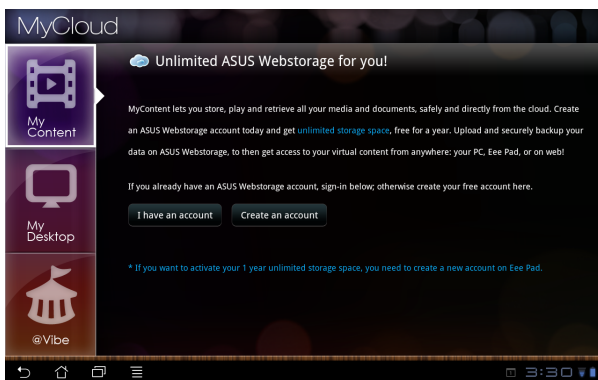 MyCloud
Unlimited ASUS Webstorage for you!
My
Content
MyContent lets you store, play and retrieve all your media and documents, safely and directly from the cloud. Create
an ASUS Webstorage account today and get unlimited storage space, free for a year. Upload and securely backup your
data on ASUS Webstorage, to then get access to your virtual content from anywhere: your PC, Eee Pad, or on web!
If you already have an ASUS Webstorage account, sign-in below; otherwise create your free account here.
I have an account
Create an account
My
Desktop
* If you want to activate your 1 year unlimited storage space, you need to create a new account on Eee Pad.
@Vibe
3:30